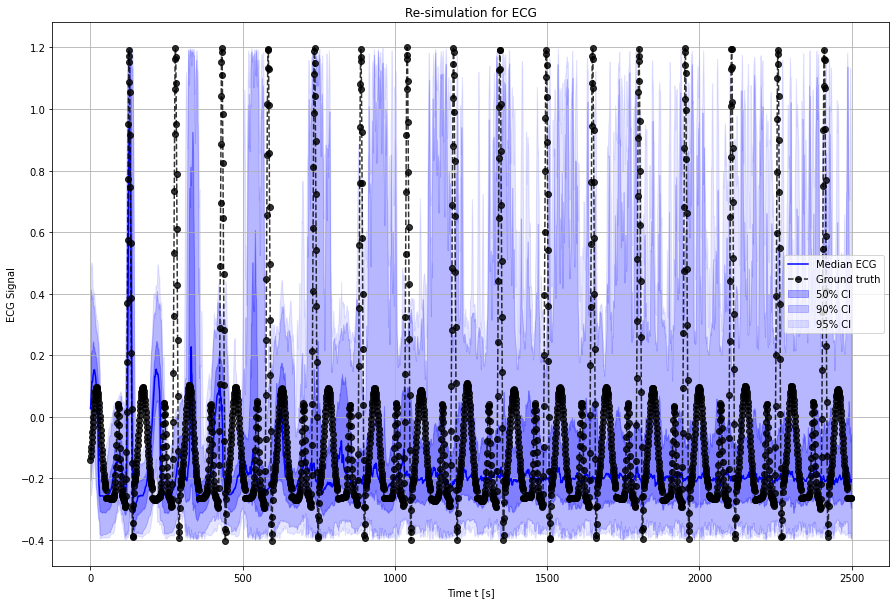 Re-simulation for ECG
ECG Signal
1.2
1.0
0.8
0.6
0.4
0.2
0.0
−0.2
−0.4
Median ECG
Ground truth
50% CI
90% CI
95% CI
0 500 1000 1500 2000 2500
Time t [s]